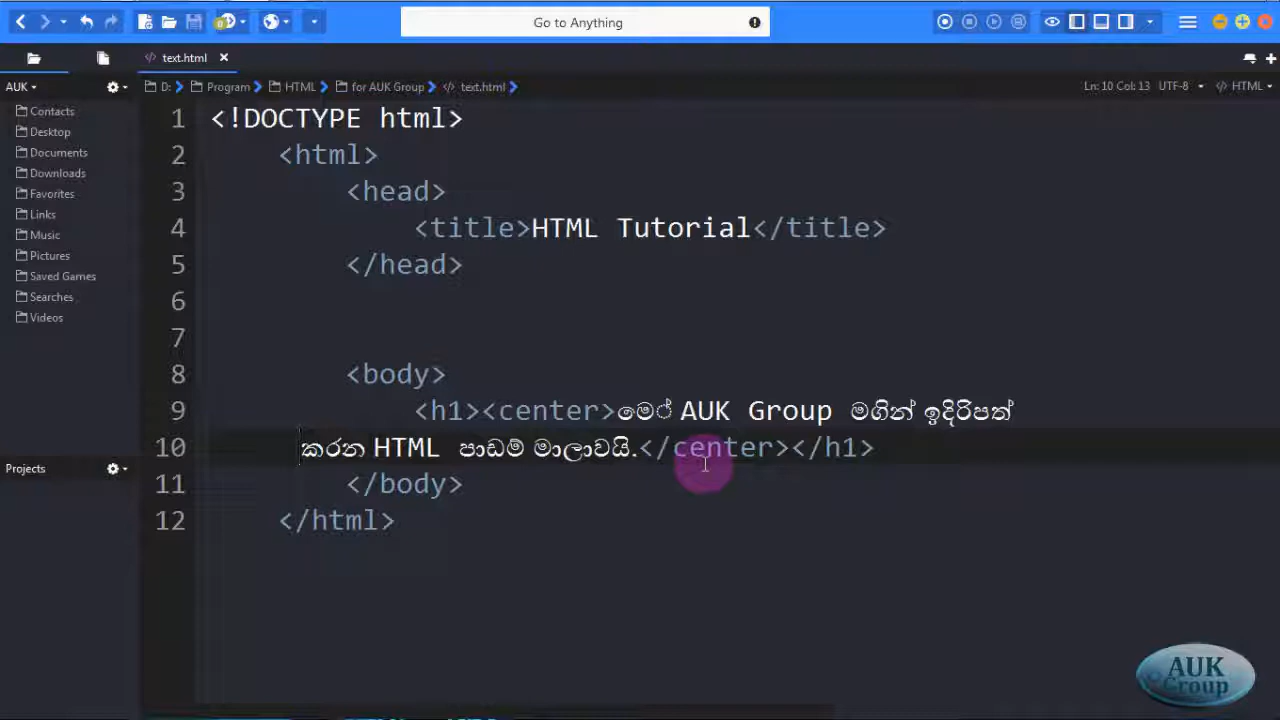 Go to Anything
text.html
AUK
D: Program HTML for AUK Group text.html
Ln: 10 Col: 13 UTF-8 HTML
Contacts
Desktop
Documents
Downloads
Favorites
Links
Music
Pictures
Saved Games
Searches
Videos
Projects
1 <!DOCTYPE html>
2 <html>
3 <head>
4 <title>HTML Tutorial</title>
5 </head>
6
7
8 <body>
9 <h1><center>මේ AUK Group මගින් ඉදිරිපත්
10 කරන HTML පාඩම් මාලාවයි.</center></h1>
11 </body>
12 </html>
AUK
Group